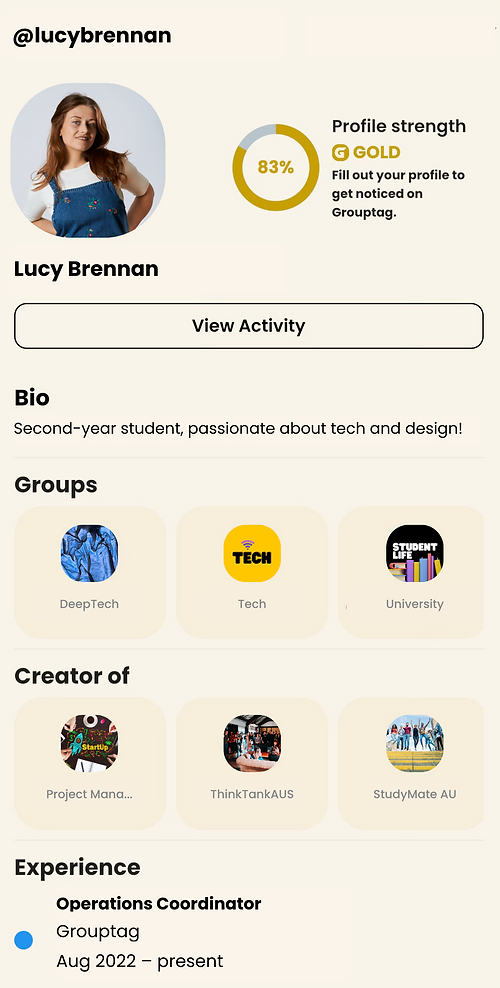 @lucybrennan
83%
Profile strength
G GOLD
Fill out your profile to
get noticed on
Grouptag.
Lucy Brennan
View Activity
Bio
Second-year student, passionate about tech and design!
Groups
TECH
STUDENT
LIFE
DeepTech
Tech
University
Creator of
StartUp
Project Mana...
ThinkTankAUS
StudyMate AU
Experience
Operations Coordinator
Grouptag
Aug 2022 – present